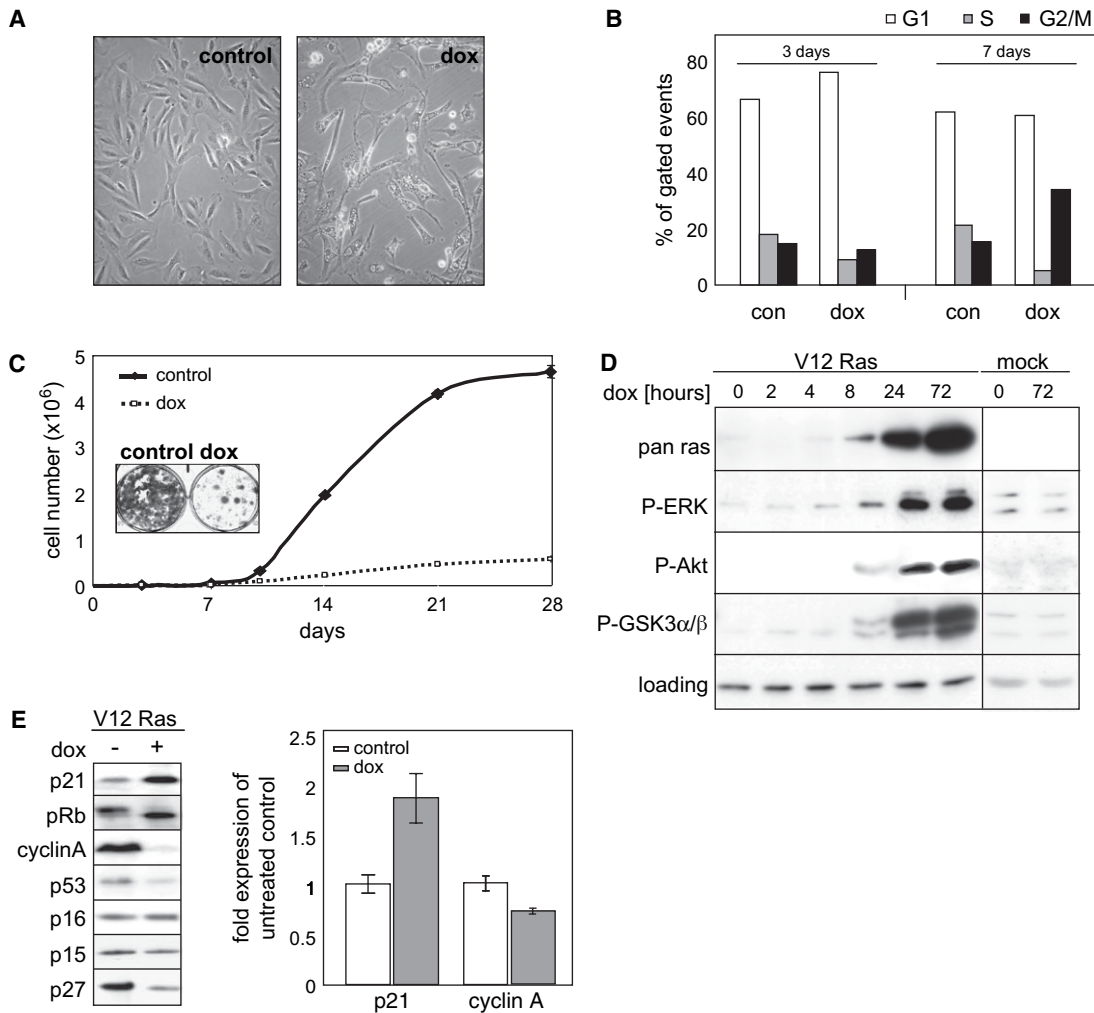 A
control
dox
B
G1 S G2/M
3 days 7 days
80
60
40
20
0
% of gated events
con dox con dox
C
5
4
3
2
1
0
cell number (x10⁶)
control
dox
control dox
0 7 14 21 28
days
D
V12 Ras mock
dox [hours] 0 2 4 8 24 72 0 72
pan ras
P-ERK
P-Akt
P-GSK3α/β
loading
E
V12 Ras
dox - +
p21
pRb
cyclinA
p53
p16
p15
p27
2.5
2
1.5
1
0.5
0
fold expression of
untreated control
control
dox
p21 cyclin A